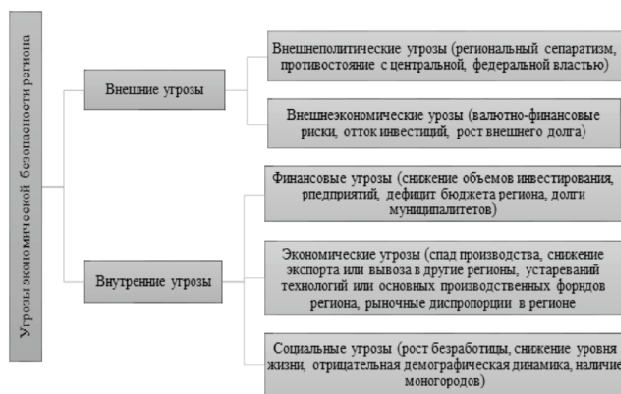 Угрозы экономической безопасности региона
Внешние угрозы
Внешнеполитические угрозы (региональный сепаратизм,
противостояние с центральной, федеральной властью)
Внешнеэкономические урозы (валютно-финансовые
риски, отток инвестиций, рост внешнего долга)
Внутренние угрозы
Финансовые угрозы (снижение объемов инвестирования,
рпедприятий, дефицит бюджета региона, долги
муниципалитетов)
Экономические угрозы (спад производства, снижение
экспорта или вывоза в другие регионы, устареваний
технологий или основных производственных форндов
региона, рыночные диспропорции в регионе
Социальные угрозы (рост безработицы, снижение уровня
жизни, отрицательная демографическая динамика, наличие
моногородов)